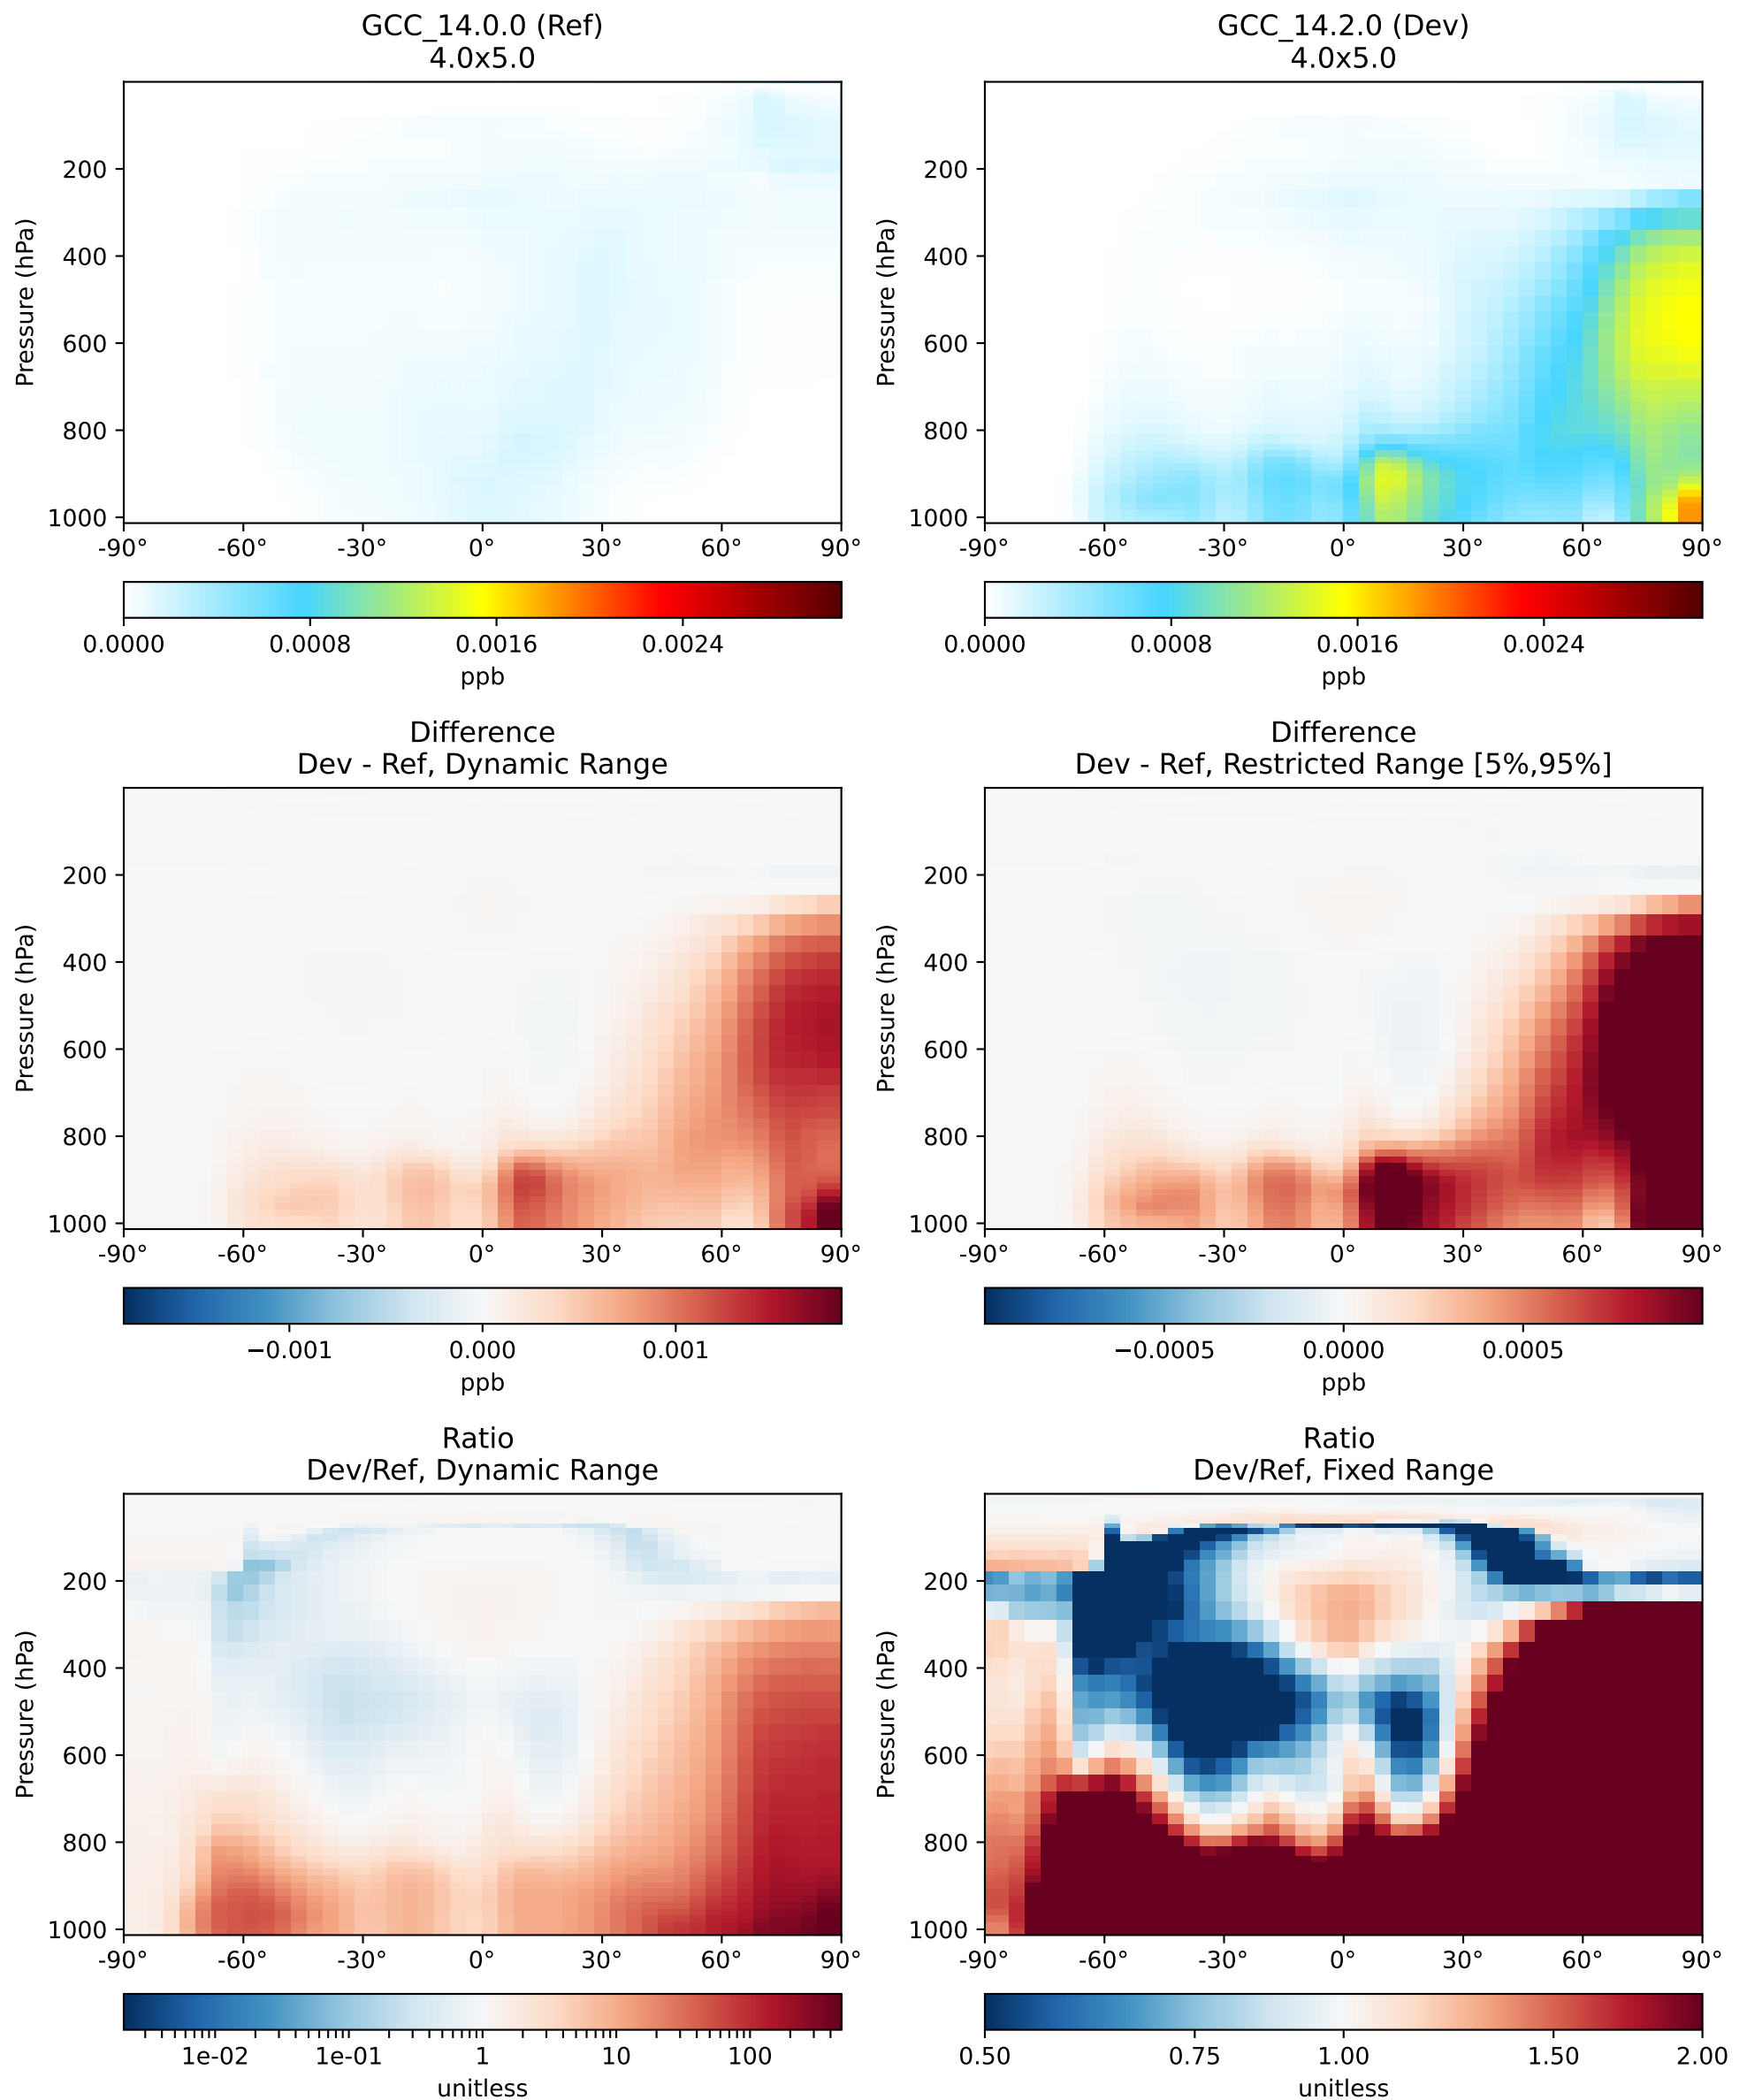 GCC_14.0.0 (Ref)
4.0x5.0
Pressure (hPa)
200
400
600
800
1000
-90° -60° -30° 0° 30° 60° 90°
0.0000 0.0008 0.0016 0.0024
ppb
GCC_14.2.0 (Dev)
4.0x5.0
Pressure (hPa)
200
400
600
800
1000
-90° -60° -30° 0° 30° 60° 90°
0.0000 0.0008 0.0016 0.0024
ppb
Difference
Dev - Ref, Dynamic Range
Pressure (hPa)
200
400
600
800
1000
-90° -60° -30° 0° 30° 60° 90°
−0.001 0.000 0.001
ppb
Difference
Dev - Ref, Restricted Range [5%,95%]
Pressure (hPa)
200
400
600
800
1000
-90° -60° -30° 0° 30° 60° 90°
−0.0005 0.0000 0.0005
ppb
Ratio
Dev/Ref, Dynamic Range
Pressure (hPa)
200
400
600
800
1000
-90° -60° -30° 0° 30° 60° 90°
1e-02 1e-01 1 10 100
unitless
Ratio
Dev/Ref, Fixed Range
Pressure (hPa)
200
400
600
800
1000
-90° -60° -30° 0° 30° 60° 90°
0.50 0.75 1.00 1.50 2.00
unitless